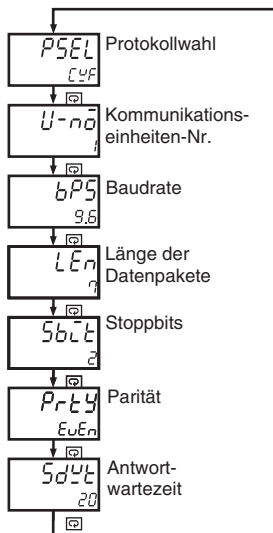 PSEL
CWF
Protokollwahl
U-no
1
Kommunikations-
einheiten-Nr.
bPS
9.6
Baudrate
LEn
7
Länge der
Datenpakete
Sbit
2
Stoppbits
PrtY
EuEn
Parität
SdWt
20
Antwort-
wartezeit